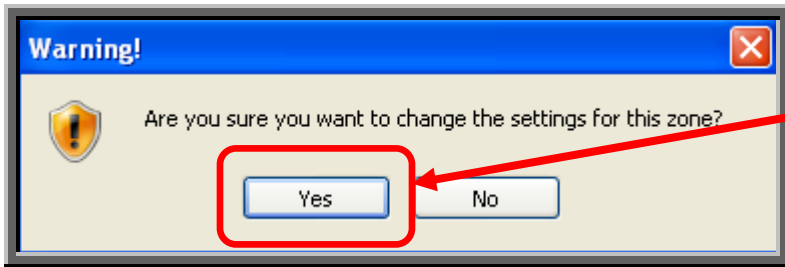 Warning!
Are you sure you want to change the settings for this zone?
Yes
No